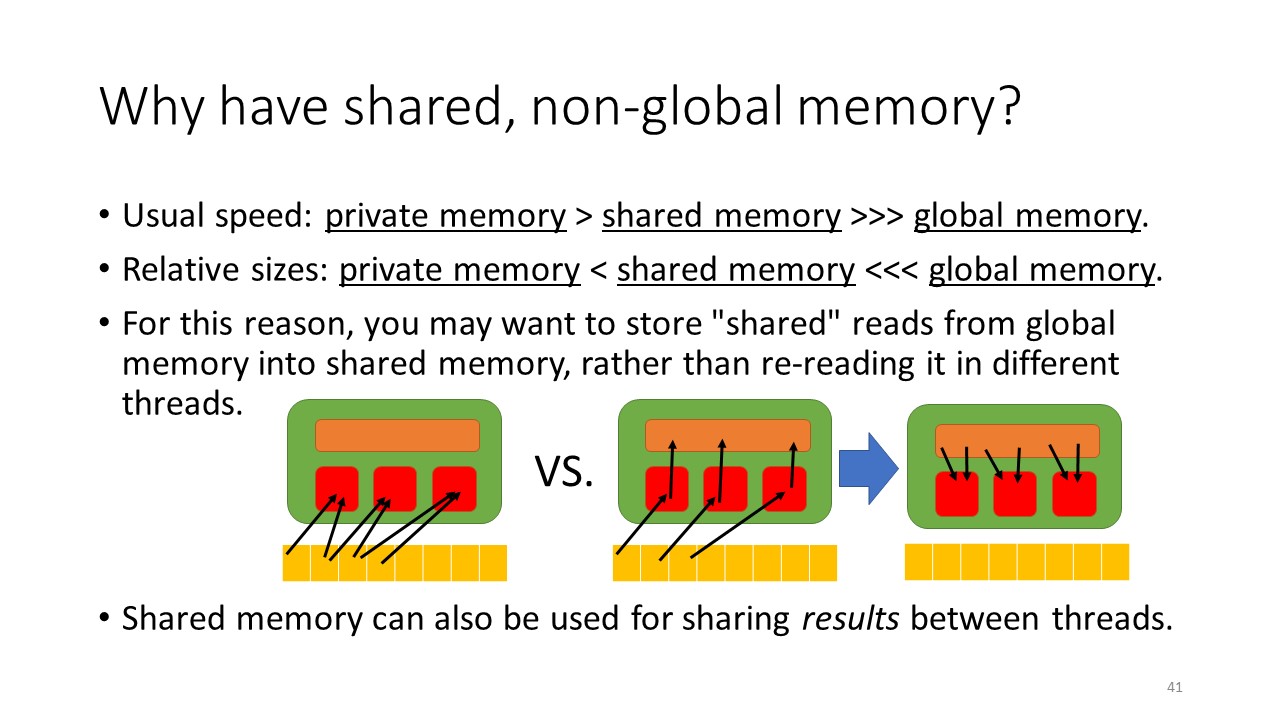 Why have shared, non-global memory?
• Usual speed: private memory > shared memory >>> global memory.
• Relative sizes: private memory < shared memory <<< global memory.
• For this reason, you may want to store "shared" reads from global
memory into shared memory, rather than re-reading it in different
threads.
VS.
• Shared memory can also be used for sharing results between threads.
41